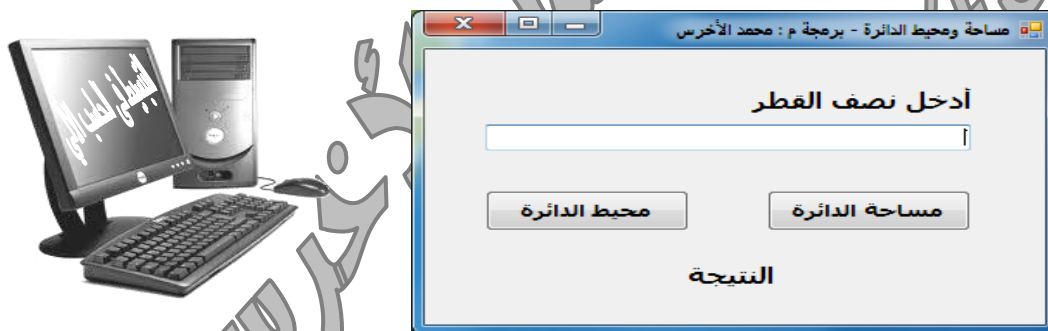 مساحة ومحيط الدائرة - برمجة م : محمد الأخرس
أدخل نصف القطر
مساحة الدائرة
محيط الدائرة
النتيجة